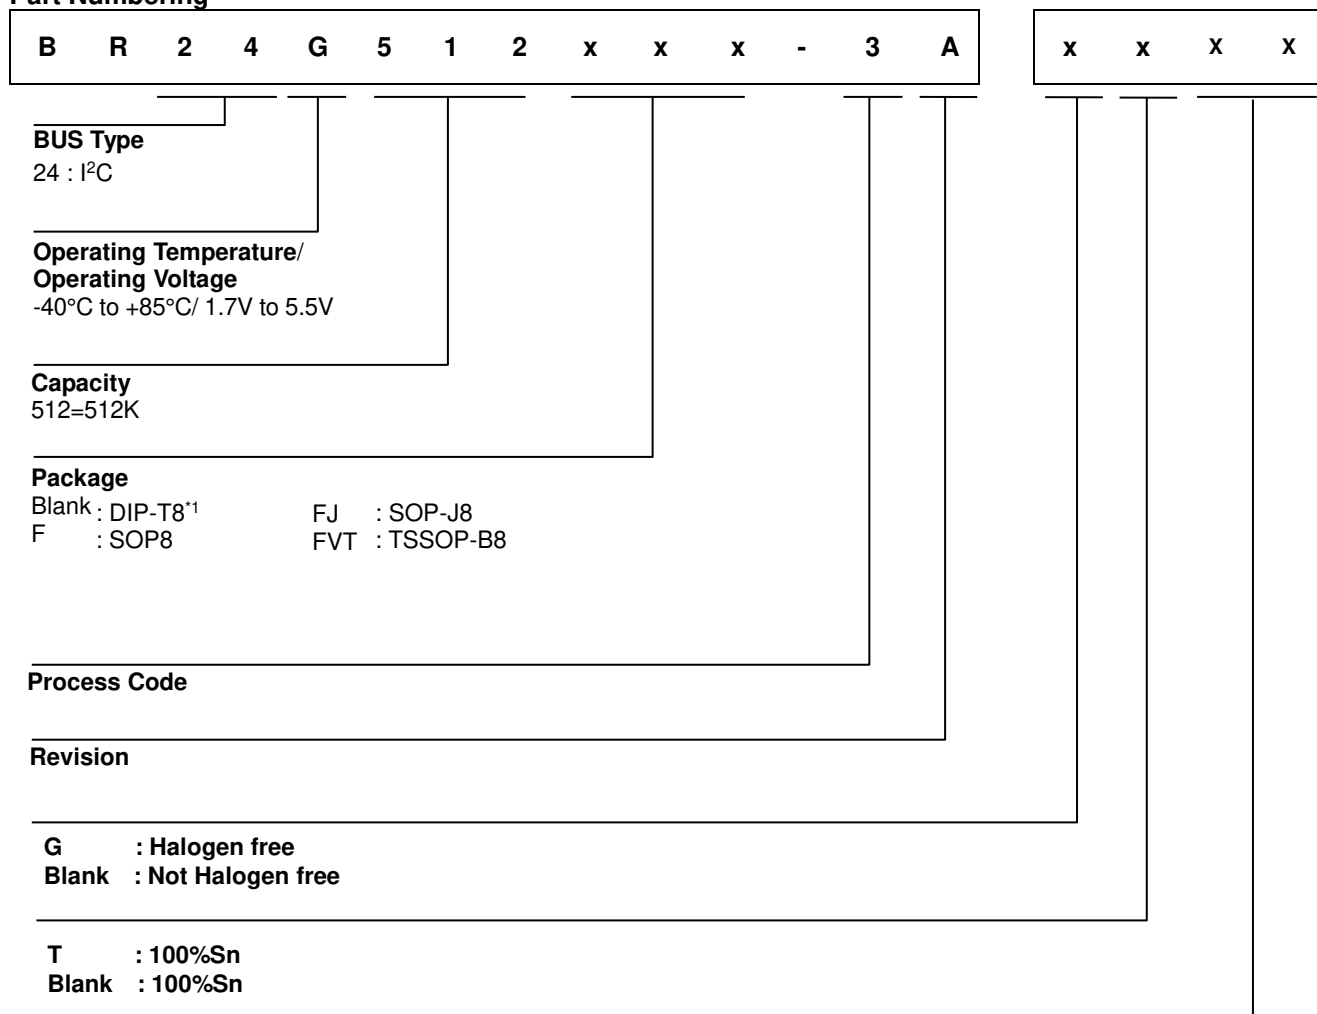 Part Numbering
B R 2 4 G 5 1 2 x x x - 3 A x x x x
BUS Type
24 : I²C
Operating Temperature/
Operating Voltage
-40°C to +85°C/ 1.7V to 5.5V
Capacity
512=512K
Package
Blank : DIP-T8*1 FJ : SOP-J8
F : SOP8 FVT : TSSOP-B8
Process Code
Revision
G : Halogen free
Blank : Not Halogen free
T : 100%Sn
Blank : 100%Sn